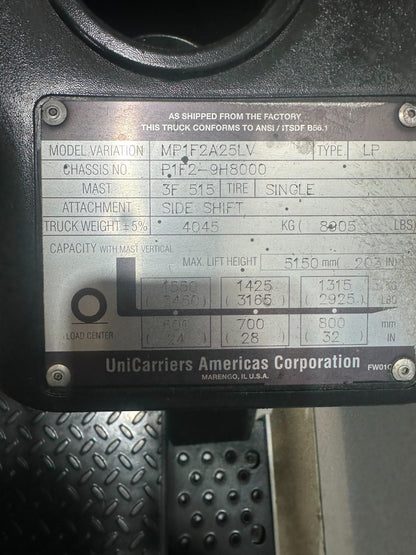 AS SHIPPED FROM THE FACTORY
THIS TRUCK CONFORMS TO ANSI / ITSDF B56.1
MODEL VARIATION MP1F2A25LV TYPE LP
CHASSIS NO. P1F2-9H8000
MAST 3F 515 TIRE SINGLE
ATTACHMENT SIDE SHIFT
TRUCK WEIGHT ± 5% 4045 KG ( 8905 LBS)
CAPACITY WITH MAST VERTICAL
MAX. LIFT HEIGHT 5150 mm ( 203 IN)
1425 1315 KG
( 3165 ) ( 2925 ) LBS
LOAD CENTER
600 700 800 mm
( 24 ) ( 28 ) ( 32 ) IN
UniCarriers Americas Corporation
MARENGO, IL U.S.A.